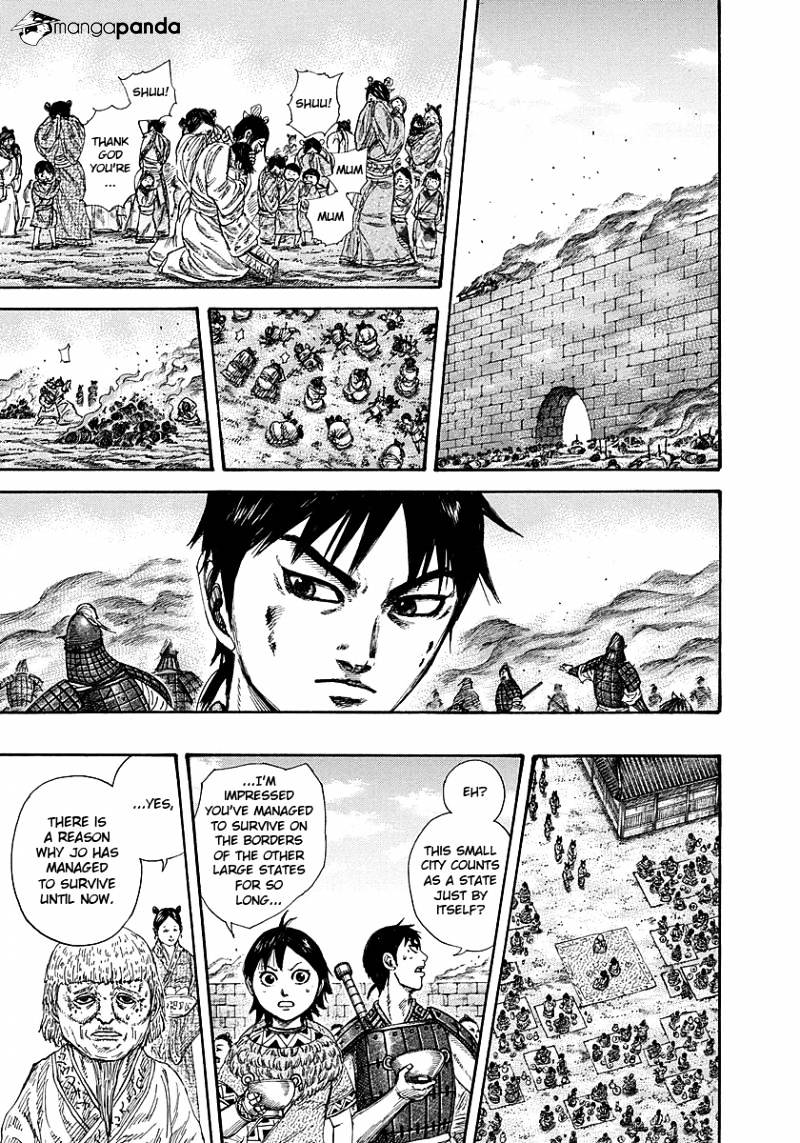 mangapanda
SHUU!
SHUU!
MUM
MUM
THANK
GOD
YOU'RE
...
EH?
THIS SMALL
CITY COUNTS
AS A STATE
JUST BY
ITSELF?
...I'M
IMPRESSED
YOU'VE MANAGED
TO SURVIVE ON
THE BORDERS
OF THE OTHER
LARGE STATES
FOR SO
LONG...
...YES,
THERE IS
A REASON
WHY JO HAS
MANAGED
TO SURVIVE
UNTIL NOW.